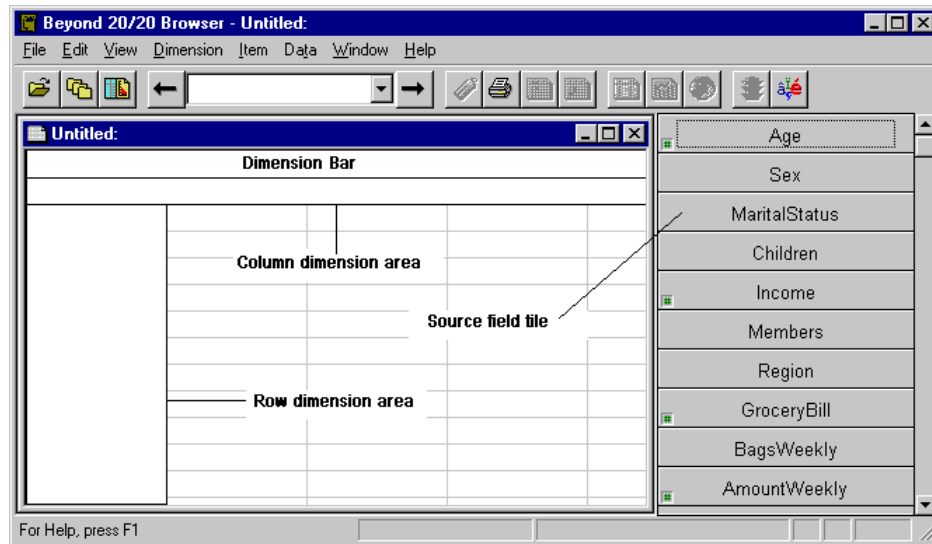 Beyond 20/20 Browser - Untitled:
File Edit View Dimension Item Data Window Help
Untitled:
Dimension Bar
Column dimension area
Source field tile
Row dimension area
Age
Sex
MaritalStatus
Children
Income
Members
Region
GroceryBill
BagsWeekly
AmountWeekly
For Help, press F1